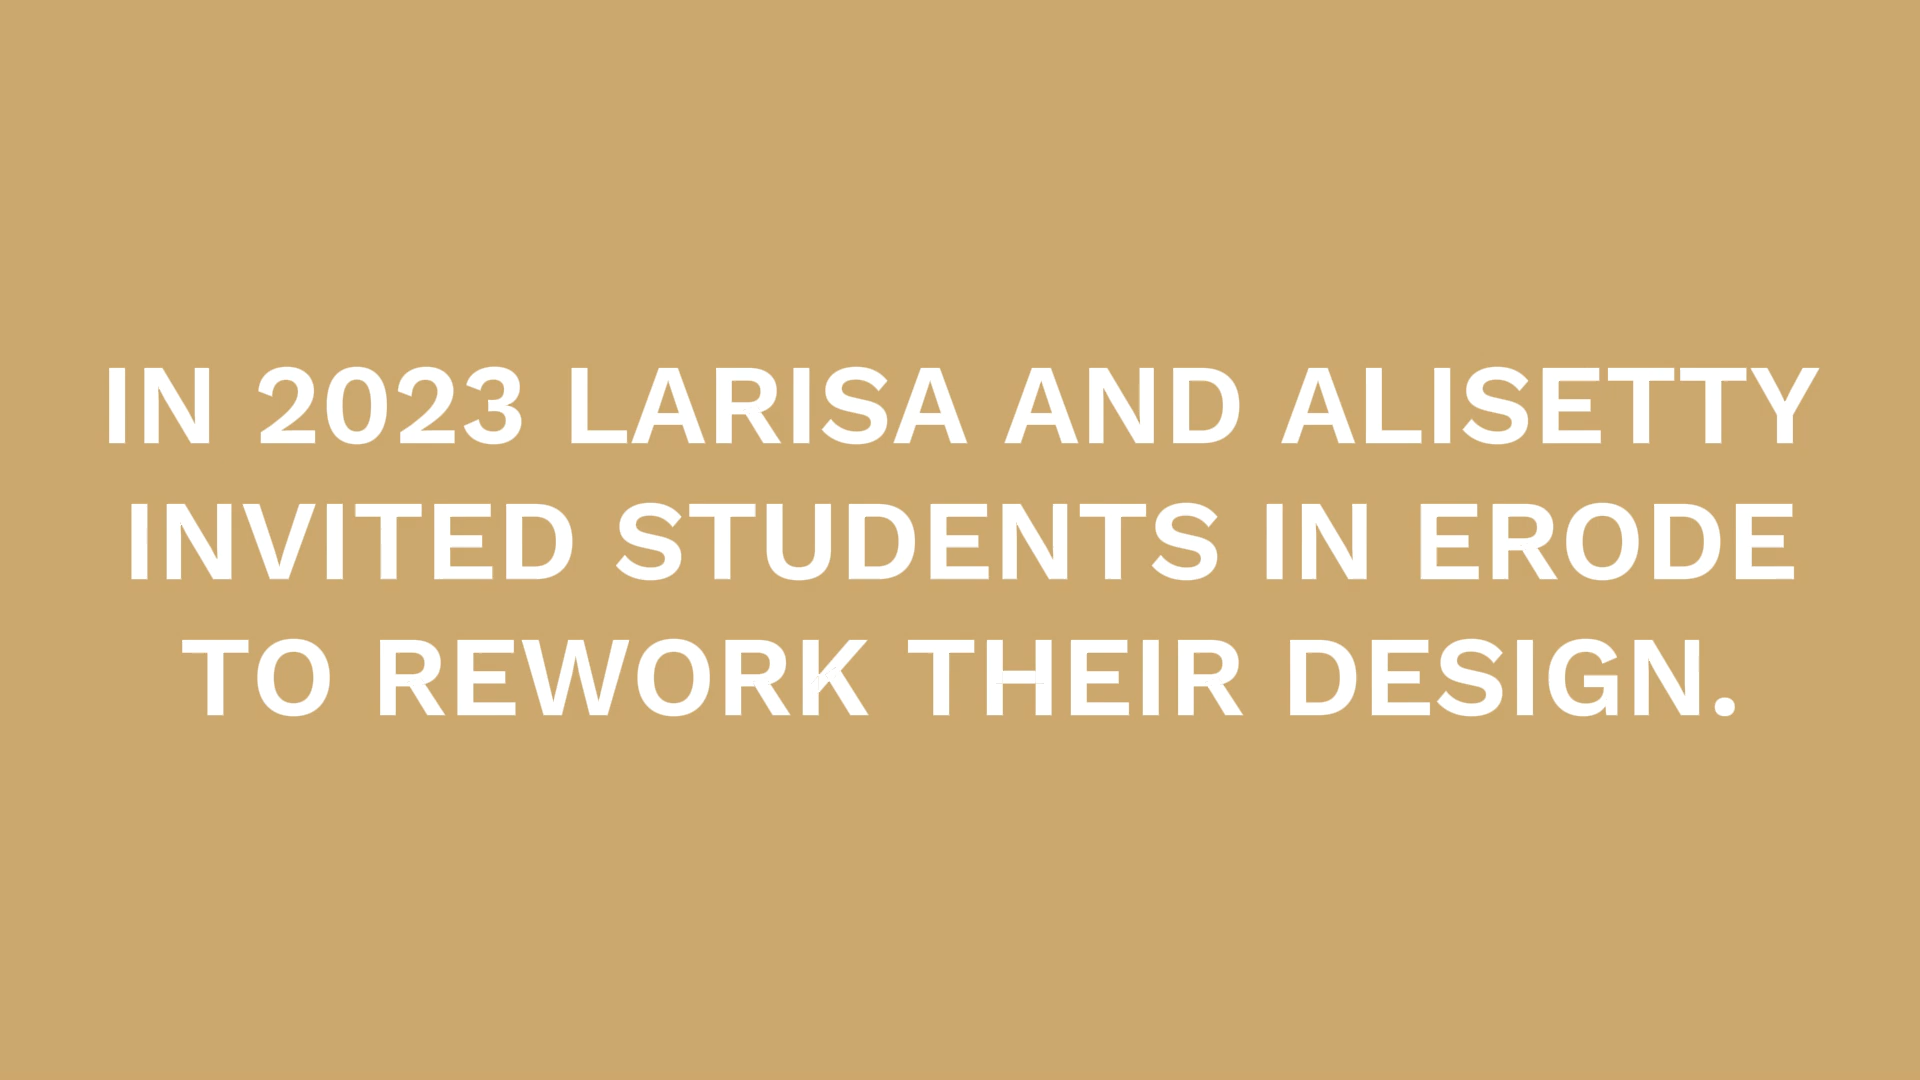 IN 2023 LARISA AND ALISETTY
INVITED STUDENTS IN ERODE
TO REWORK THEIR DESIGN.